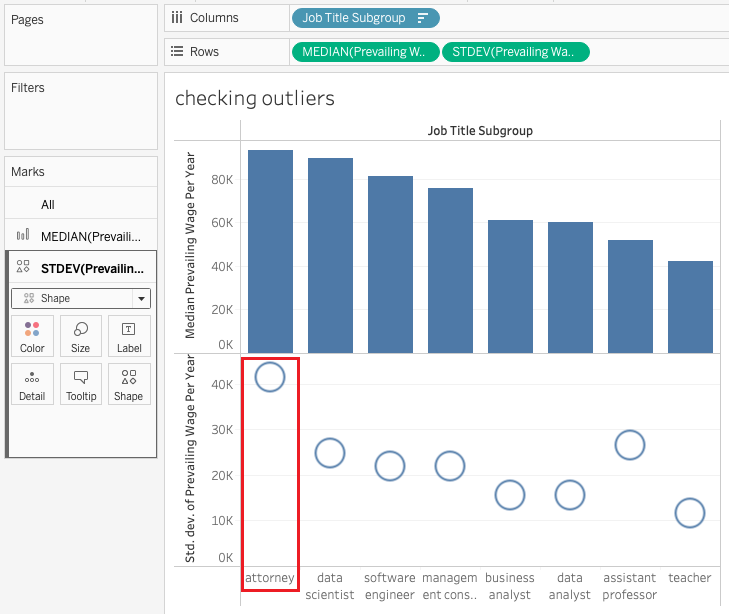 Pages
Columns
Job Title Subgroup
Rows
MEDIAN(Prevailing W..
STDEV(Prevailing Wa..
Filters
Marks
All
MEDIAN(Prevaili...
STDEV(Prevailin...
Shape
Color
Size
Label
Detail
Tooltip
Shape
checking outliers
Job Title Subgroup
Median Prevailing Wage Per Year
80K
60K
40K
20K
0K
Std. dev. of Prevailing Wage Per Year
40K
30K
20K
10K
0K
attorney
data
scientist
software
engineer
managem
ent cons..
business
analyst
data
analyst
assistant
professor
teacher